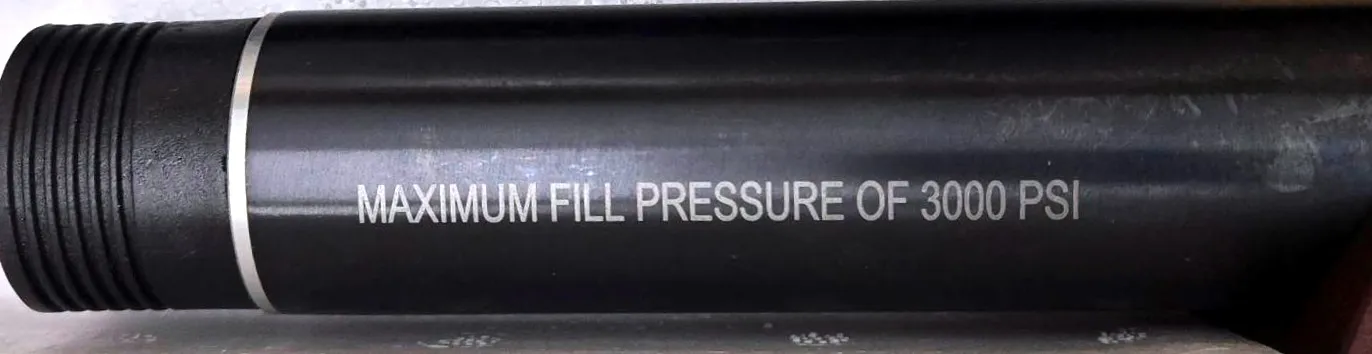 MAXIMUM FILL PRESSURE OF 3000 PSI